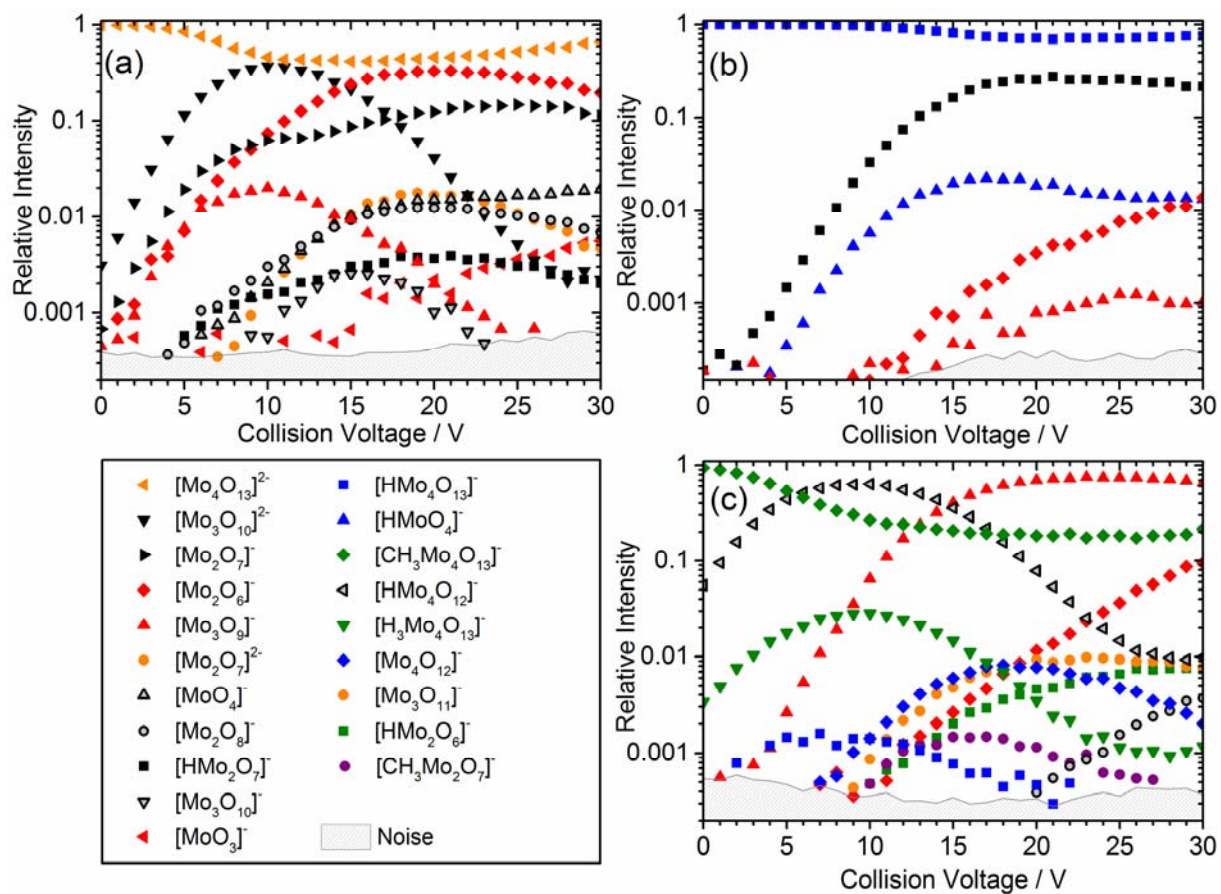 (a)
Relative Intensity
1
0.1
0.01
0.001
0 5 10 15 20 25 30
Collision Voltage / V
(b)
Relative Intensity
1
0.1
0.01
0.001
0 5 10 15 20 25 30
Collision Voltage / V
[Mo₄O₁₃]²⁻
[Mo₃O₁₀]²⁻
[Mo₂O₇]⁻
[Mo₂O₆]⁻
[Mo₃O₉]⁻
[Mo₂O₇]²⁻
[MoO₄]⁻
[Mo₂O₈]⁻
[HMo₂O₇]⁻
[Mo₃O₁₀]⁻
[MoO₃]⁻
[HMo₄O₁₃]⁻
[HMoO₄]⁻
[CH₃Mo₄O₁₃]⁻
[HMo₄O₁₂]⁻
[H₃Mo₄O₁₃]⁻
[Mo₄O₁₂]⁻
[Mo₃O₁₁]⁻
[HMo₂O₆]⁻
[CH₃Mo₂O₇]⁻
Noise
(c)
Relative Intensity
1
0.1
0.01
0.001
0 5 10 15 20 25 30
Collision Voltage / V